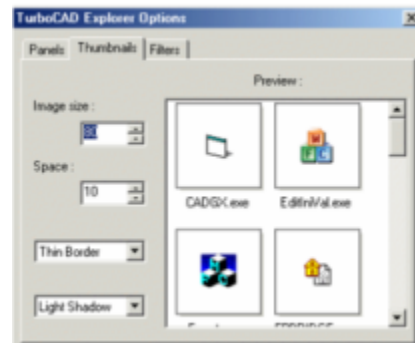 TurboCAD Explorer Options
Panels Thumbnails Filters
Preview :
Image size :
80
Space :
10
Thin Border
Light Shadow
CADGX.exe
EditIniVal.exe